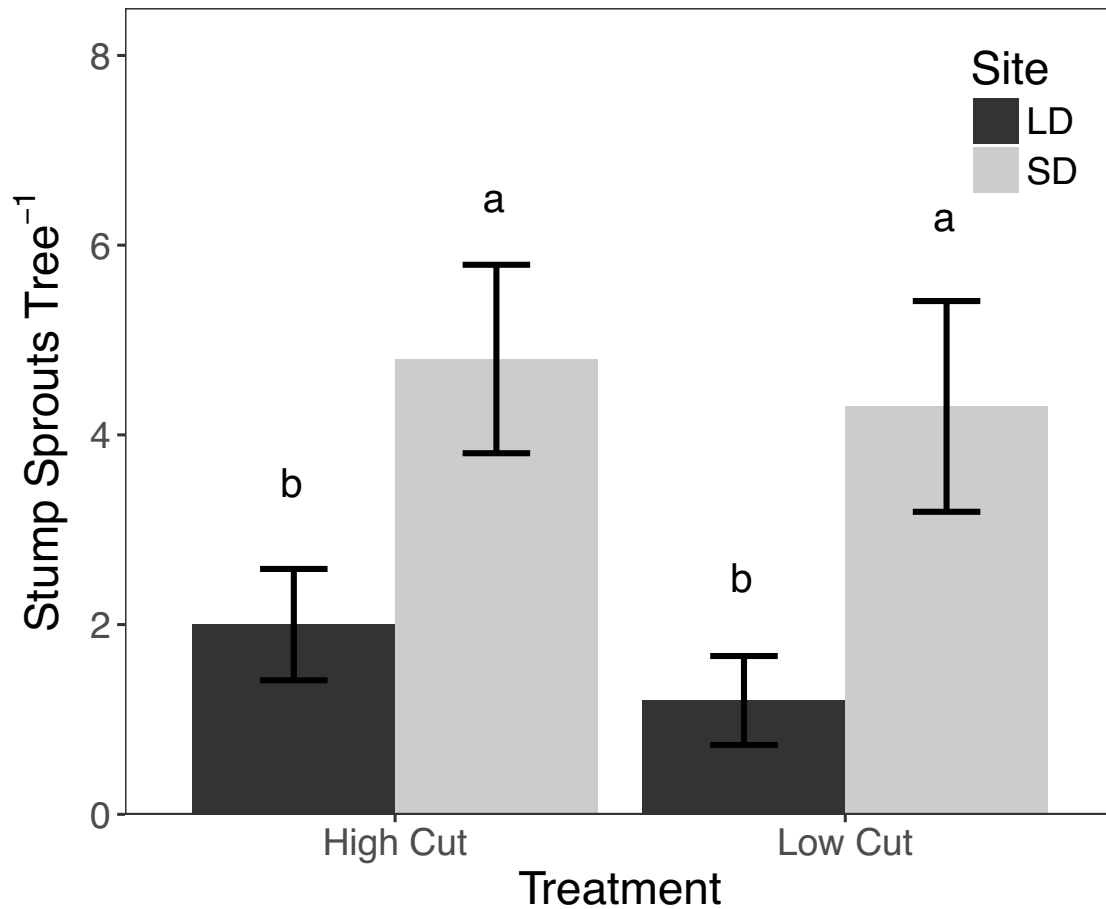 Stump Sprouts Tree⁻¹
8
6
4
2
0
Site
LD
SD
b
a
b
a
High Cut
Low Cut
Treatment